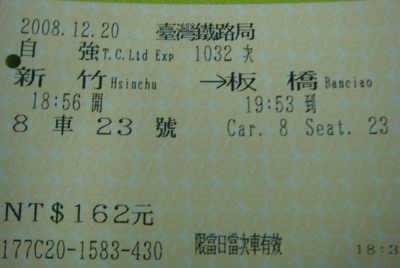 2008.12.20 臺灣鐵路局
自強 T.C.Ltd Exp 1032 次
新竹 Hsinchu →板橋 Banciao
18:56 開 19:53 到
8 車 23 號 Car. 8 Seat. 23
NT$162元
177C20-1583-430 限當日當次車有效 18:3